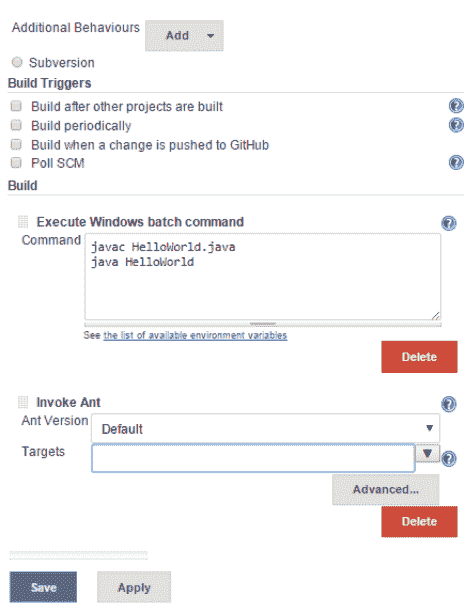 Additional Behaviours Add
Subversion
Build Triggers
Build after other projects are built
Build periodically
Build when a change is pushed to GitHub
Poll SCM
Build
Execute Windows batch command
Command
javac HelloWorld.java
java HelloWorld
See the list of available environment variables
Delete
Invoke Ant
Ant Version Default
Targets
Advanced...
Delete
Save Apply